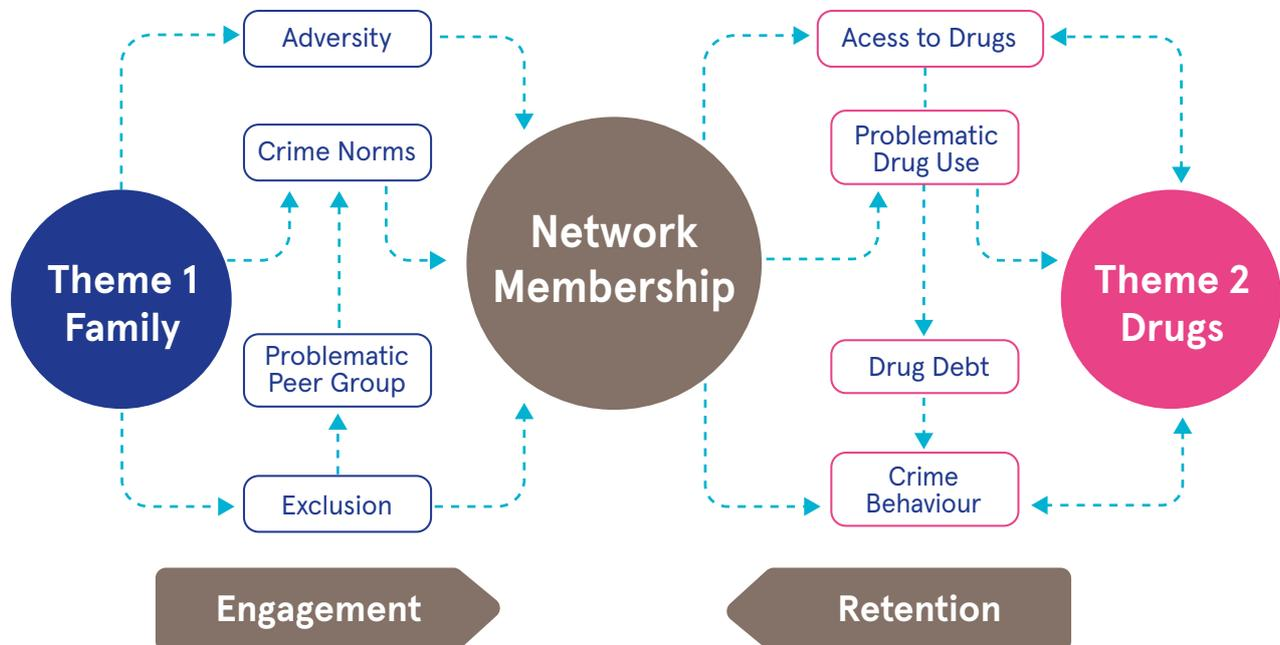 Adversity
Acess to Drugs
Crime Norms
Problematic
Drug Use
Network
Membership
Theme 1
Family
Theme 2
Drugs
Problematic
Peer Group
Drug Debt
Exclusion
Crime
Behaviour
Engagement
Retention